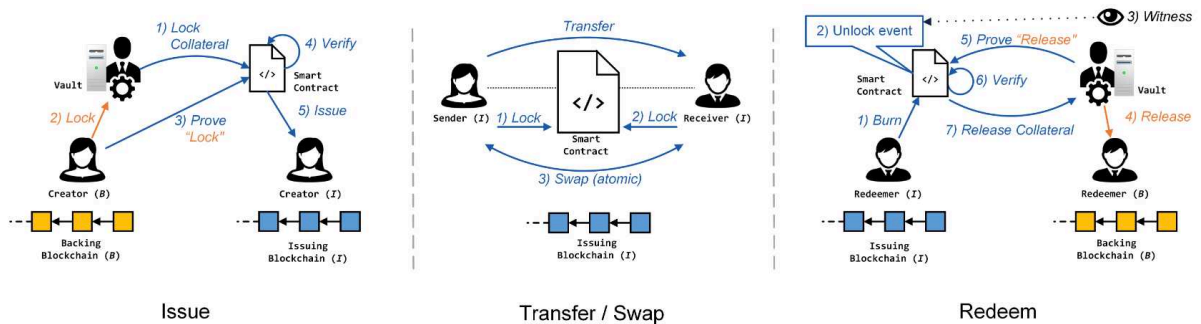 1) Lock
Collateral
4) Verify
</>
Vault
Smart
Contract
2) Lock
3) Prove
"Lock"
5) Issue
Creator (B)
Creator (I)
Backing
Blockchain (B)
Issuing
Blockchain (I)
Issue
Transfer
</>
Sender (I)
1) Lock
2) Lock
Receiver (I)
Smart
Contract
3) Swap (atomic)
Issuing
Blockchain (I)
Transfer / Swap
3) Witness
2) Unlock event
5) Prove "Release"
</>
Smart
Contract
6) Verify
Vault
1) Burn
7) Release Collateral
4) Release
Redeemer (I)
Redeemer (B)
Issuing
Blockchain (I)
Backing
Blockchain (B)
Redeem